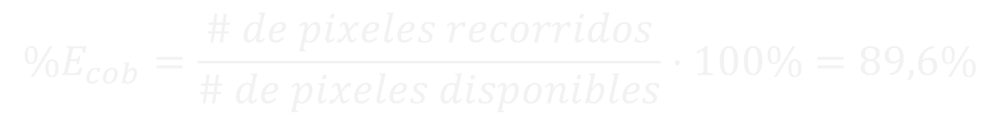 %E_cob = # de pixeles recorridos / # de pixeles disponibles · 100% = 89,6%